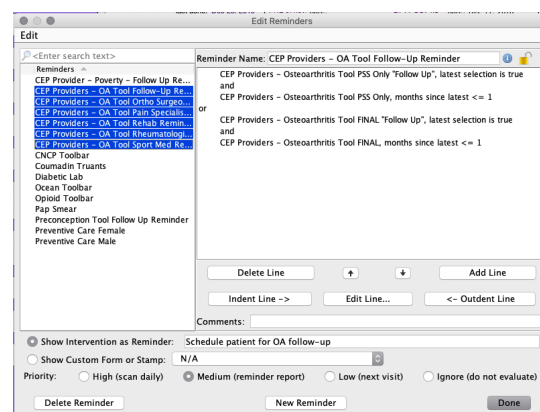 Edit Reminders
Edit
<Enter search text>
Reminders
CEP Provider – Poverty – Follow Up Re...
CEP Providers – OA Tool Follow-Up Re...
CEP Providers – OA Tool Ortho Surgeo...
CEP Providers – OA Tool Pain Specialis...
CEP Providers – OA Tool Rehab Remin...
CEP Providers – OA Tool Rheumatologi...
CEP Providers – OA Tool Sport Med Re...
CNCP Toolbar
Coumadin Truants
Diabetic Lab
Ocean Toolbar
Opioid Toolbar
Pap Smear
Preconception Tool Follow Up Reminder
Preventive Care Female
Preventive Care Male
Reminder Name: CEP Providers – OA Tool Follow-Up Reminder
CEP Providers – Osteoarthritis Tool PSS Only "Follow Up", latest selection is true
and
CEP Providers – Osteoarthritis Tool PSS Only, months since latest <= 1
or
CEP Providers – Osteoarthritis Tool FINAL "Follow Up", latest selection is true
and
CEP Providers – Osteoarthritis Tool FINAL, months since latest <= 1
Delete Line Add Line
Indent Line -> Edit Line... <- Outdent Line
Comments:
Show Intervention as Reminder: Schedule patient for OA follow-up
Show Custom Form or Stamp: N/A
Priority: High (scan daily) Medium (reminder report) Low (next visit) Ignore (do not evaluate)
Delete Reminder New Reminder Done